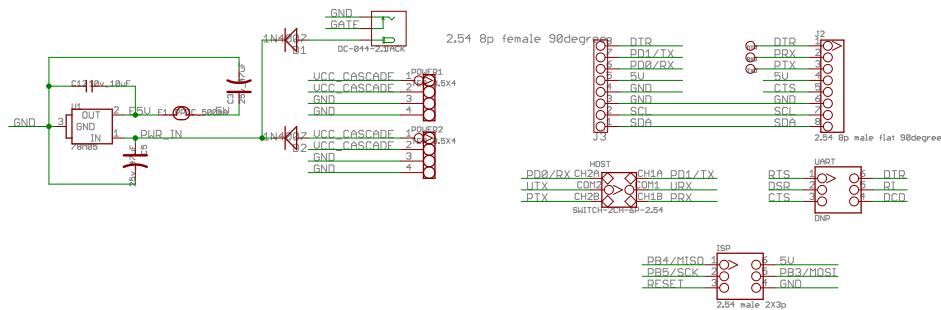 GND
GATE
1N4007
D1
DC-044-2.1JACK
2.54 8p female 90degree
8 DTR
7 PD1/TX
6 PD0/RX
5 5V
4 GND
3 GND
2 SCL
1 SDA
J3
J2
DTR 1
PRX 2
PTX 3
5V 4
CTS 5
GND 6
SCL 7
SDA 8
2.54 8p male flat 90degree
C12 10v, 10uF
U1
OUT 2
GND 3
IN 1
78M05
GND
F5V
F1 PPTC 500mA
5V
PWR_IN
C3
25v, 47uF
C5
25v, 47uF
POWER1
VCC_CASCADE 1
VCC_CASCADE 2
GND 3
GND 4
1N4007
D2
POWER2
VCC_CASCADE 1
VCC_CASCADE 2
GND 3
GND 4
HOST
PD0/RX CH2A CH1A PD1/TX
UTX COM2 COM1 URX
PTX CH2B CH1B PRX
SWITCH-2CH-6P-2.54
UART
RTS 1 6 DTR
DSR 2 5 RI
CTS 3 4 DCD
DNP
ISP
PB4/MISO 1 6 5V
PB5/SCK 2 5 PB3/MOSI
RESET 3 4 GND
2.54 male 2X3p